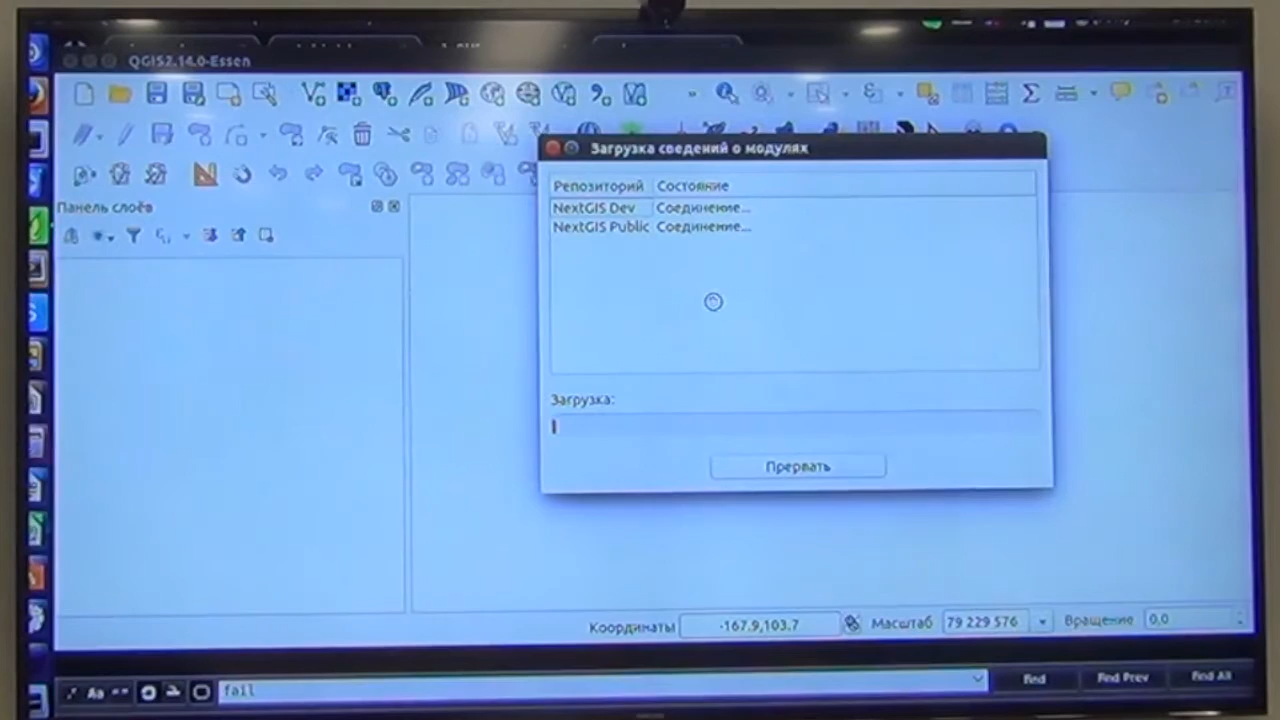 QGIS2.14.0-Essen
Загрузка сведений о модулях
Репозиторий Состояние
NextGIS Dev Соединение...
NextGIS Public Соединение...
Панель слоёв
Загрузка:
Прервать
Координаты -167.9,103.7 Масштаб 79 229 576 Вращение 0,0
Aa fail Find Find Prev Find All